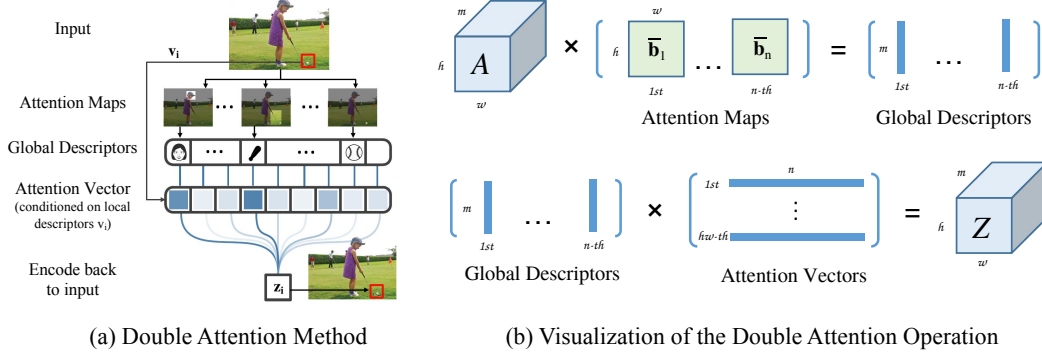 Input
v_i
Attention Maps
...
...
Global Descriptors
...
...
Attention Vector
(conditioned on local
descriptors v_i)
Encode back
to input
z_i
(a) Double Attention Method
m
h
A
w
×
w
h
b̅_1
...
b̅_n
1st
n-th
Attention Maps
=
m
...
1st
n-th
Global Descriptors
m
...
1st
n-th
Global Descriptors
×
n
1st
⋮
hw-th
Attention Vectors
=
m
h
Z
w
(b) Visualization of the Double Attention Operation